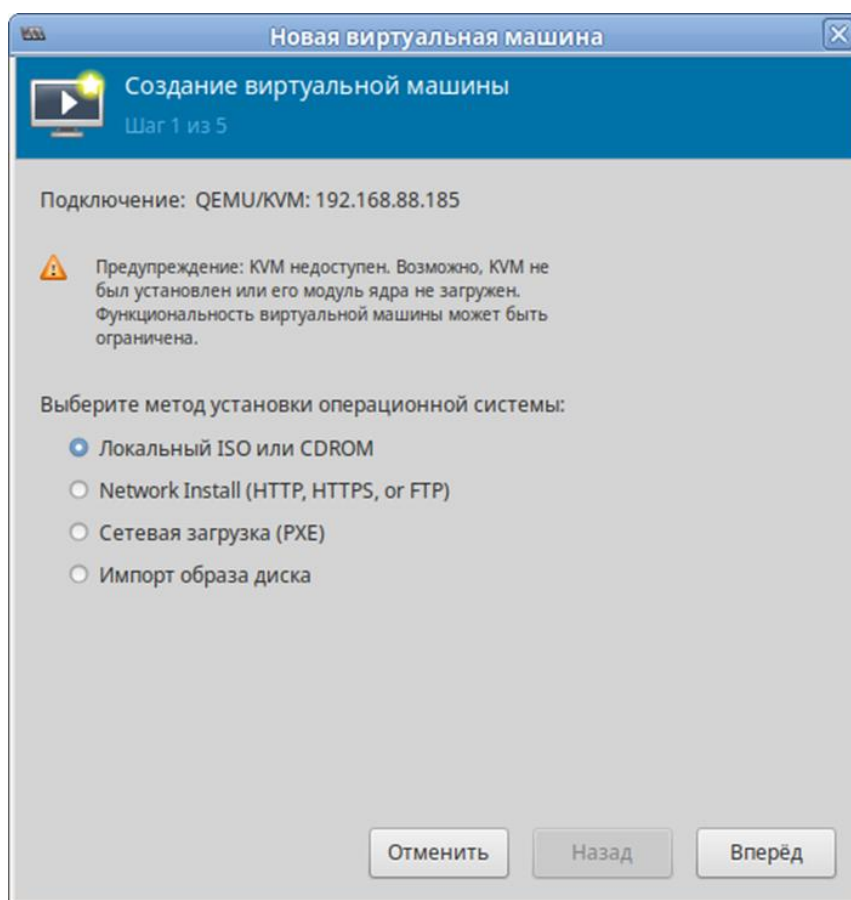 Новая виртуальная машина
Создание виртуальной машины
Шаг 1 из 5
Подключение: QEMU/KVM: 192.168.88.185
Предупреждение: KVM недоступен. Возможно, KVM не
был установлен или его модуль ядра не загружен.
Функциональность виртуальной машины может быть
ограничена.
Выберите метод установки операционной системы:
Локальный ISO или CDROM
Network Install (HTTP, HTTPS, or FTP)
Сетевая загрузка (PXE)
Импорт образа диска
Отменить Назад Вперёд